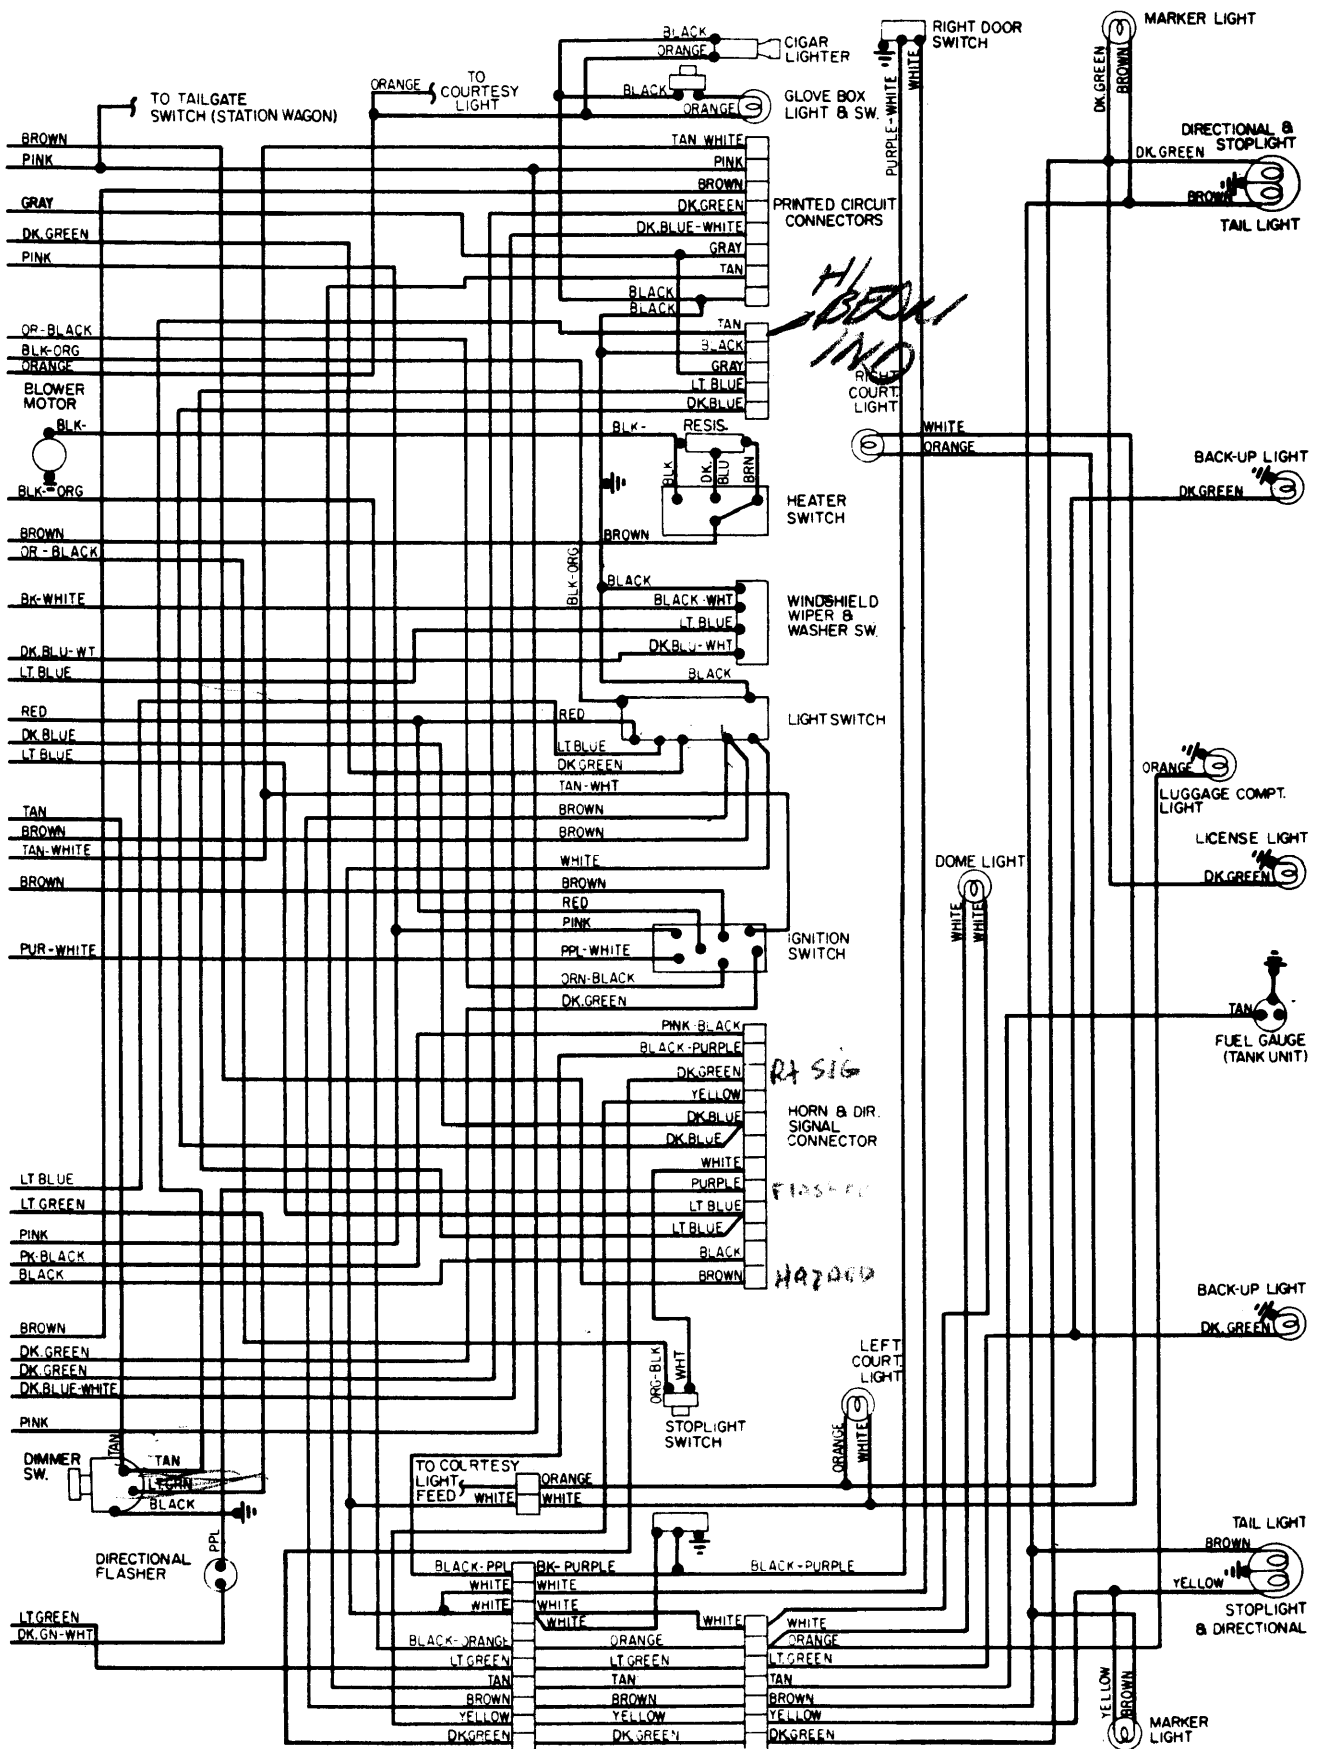 BLACK
ORANGE
CIGAR
LIGHTER
RIGHT DOOR
SWITCH
MARKER LIGHT
DK.GREEN
BROWN
PURPLE-WHITE
WHITE
ORANGE
TO
COURTESY
LIGHT
TO TAILGATE
SWITCH (STATION WAGON)
BLACK
ORANGE
GLOVE BOX
LIGHT & SW.
DIRECTIONAL &
STOPLIGHT
DK.GREEN
BROWN
TAIL LIGHT
BROWN
PINK
GRAY
DK.GREEN
PINK
OR-BLACK
BLK-ORG
ORANGE
TAN WHITE
PINK
BROWN
DK.GREEN
DK.BLUE-WHITE
GRAY
TAN
BLACK
BLACK
PRINTED CIRCUIT
CONNECTORS
TAN
BLACK
GRAY
LT BLUE
DK.BLUE
HI
BEAM
IND
RIGHT
COURT.
LIGHT
WHITE
ORANGE
BLOWER
MOTOR
BLK-
BLK-
RESIS.
BLK
DK.
BLU
BRN
HEATER
SWITCH
BLK-ORG
BROWN
BROWN
OR-BLACK
BACK-UP LIGHT
DK.GREEN
BLK-ORG
BK-WHITE
DK.BLU-WT
LT.BLUE
BLACK
BLACK-WHT
LT.BLUE
DK.BLU-WHT
BLACK
WINDSHIELD
WIPER &
WASHER SW.
RED
DK.BLUE
LT BLUE
RED
LIGHT SWITCH
LT.BLUE
DK GREEN
TAN-WHT
BROWN
BROWN
WHITE
BROWN
RED
PINK
PPL-WHITE
ORN-BLACK
DK.GREEN
IGNITION
SWITCH
TAN
BROWN
TAN-WHITE
BROWN
PUR-WHITE
ORANGE
LUGGAGE COMPT.
LIGHT
LICENSE LIGHT
DK.GREEN
DOME LIGHT
WHITE
WHITE
TAN
FUEL GAUGE
(TANK UNIT)
PINK-BLACK
BLACK-PURPLE
DK.GREEN
YELLOW
DK.BLUE
DK.BLUE
WHITE
PURPLE
LT BLUE
LT BLUE
BLACK
BROWN
Rt SIG
HORN & DIR.
SIGNAL
CONNECTOR
LT BLUE
LT GREEN
PINK
PK-BLACK
BLACK
BROWN
DK.GREEN
DK.GREEN
DK.BLUE-WHITE
PINK
ORG-BLK
WHT
STOPLIGHT
SWITCH
LEFT
COURT.
LIGHT
ORANGE
WHITE
BACK-UP LIGHT
DK.GREEN
DIMMER
SW.
TAN
TAN
LT GRN
BLACK
TO COURTESY
LIGHT
FEED
ORANGE
WHITE
WHITE
PPL
DIRECTIONAL
FLASHER
LT.GREEN
DK.GN-WHT
BLACK-PPL
BK-PURPLE
BLACK-PURPLE
WHITE
WHITE
WHITE
WHITE
WHITE
WHITE
WHITE
BLACK-ORANGE
ORANGE
ORANGE
LT.GREEN
LT.GREEN
LT.GREEN
TAN
TAN
TAN
BROWN
BROWN
BROWN
YELLOW
YELLOW
YELLOW
DK.GREEN
DK.GREEN
DK.GREEN
TAIL LIGHT
BROWN
YELLOW
STOPLIGHT
& DIRECTIONAL
YELLOW
BROWN
MARKER
LIGHT